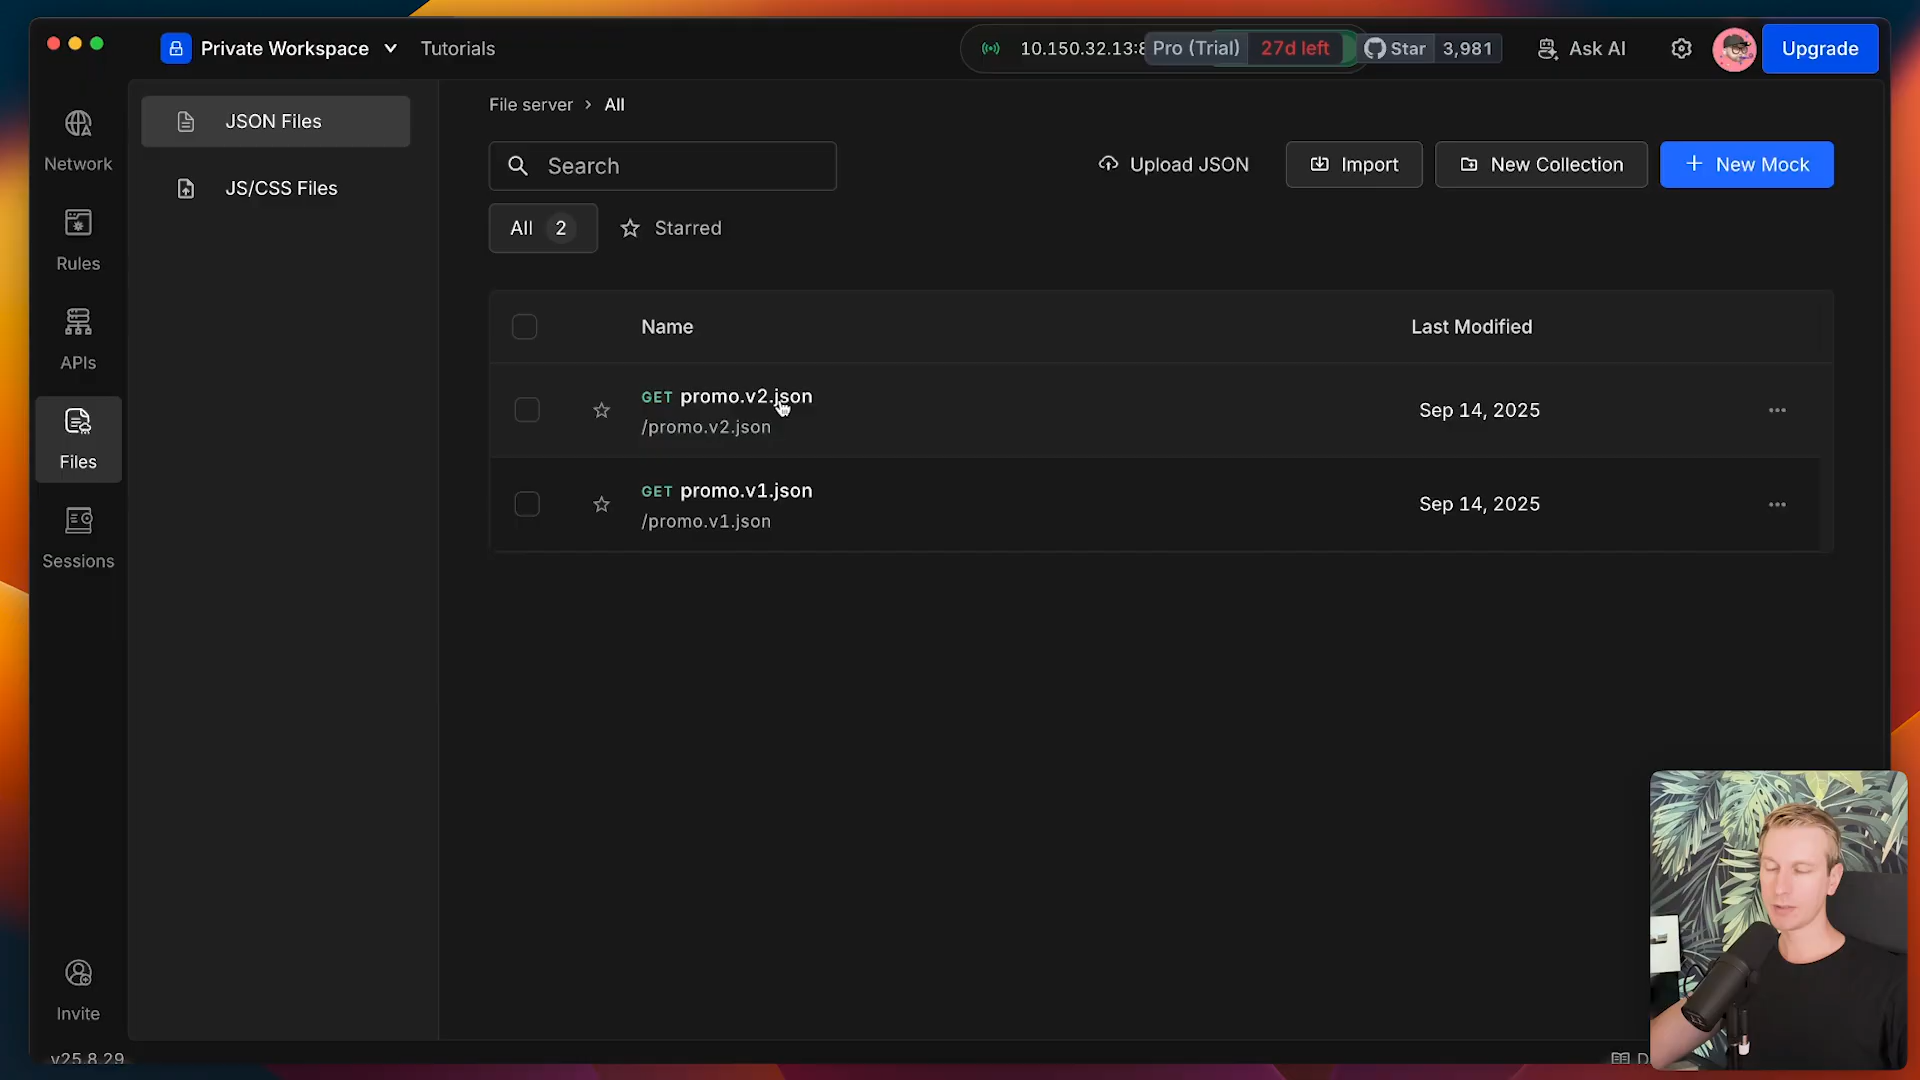 Private Workspace
Tutorials
10.150.32.13:8
Pro (Trial)
27d left
Star
3,981
Ask AI
Upgrade
Network
Rules
APIs
Files
Sessions
Invite
v25.8.29
JSON Files
JS/CSS Files
File server › All
Search
Upload JSON
Import
New Collection
+ New Mock
All 2
Starred
Name
Last Modified
GET promo.v2.json
/promo.v2.json
Sep 14, 2025
GET promo.v1.json
/promo.v1.json
Sep 14, 2025